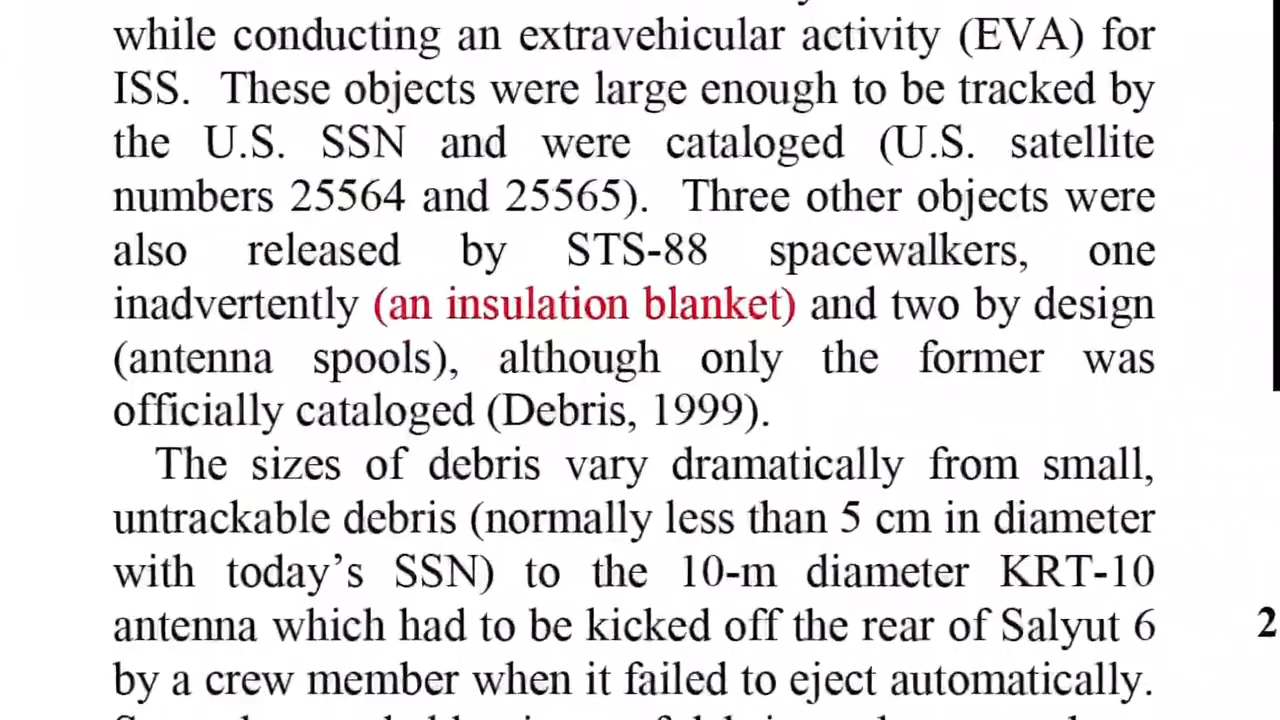 while conducting an extravehicular activity (EVA) for
ISS. These objects were large enough to be tracked by
the U.S. SSN and were cataloged (U.S. satellite
numbers 25564 and 25565). Three other objects were
also released by STS-88 spacewalkers, one
inadvertently (an insulation blanket) and two by design
(antenna spools), although only the former was
officially cataloged (Debris, 1999).
The sizes of debris vary dramatically from small,
untrackable debris (normally less than 5 cm in diameter
with today's SSN) to the 10-m diameter KRT-10
antenna which had to be kicked off the rear of Salyut 6
by a crew member when it failed to eject automatically.
2